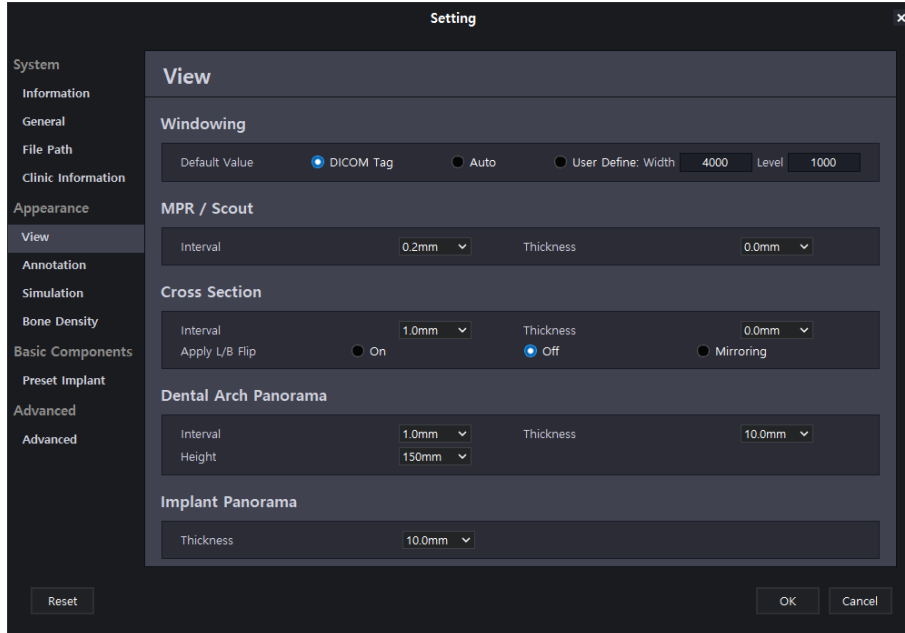 Setting
System
Information
General
File Path
Clinic Information
Appearance
View
Annotation
Simulation
Bone Density
Basic Components
Preset Implant
Advanced
Advanced
View
Windowing
Default Value DICOM Tag Auto User Define: Width 4000 Level 1000
MPR / Scout
Interval 0.2mm Thickness 0.0mm
Cross Section
Interval 1.0mm Thickness 0.0mm
Apply L/B Flip On Off Mirroring
Dental Arch Panorama
Interval 1.0mm Thickness 10.0mm
Height 150mm
Implant Panorama
Thickness 10.0mm
Reset OK Cancel